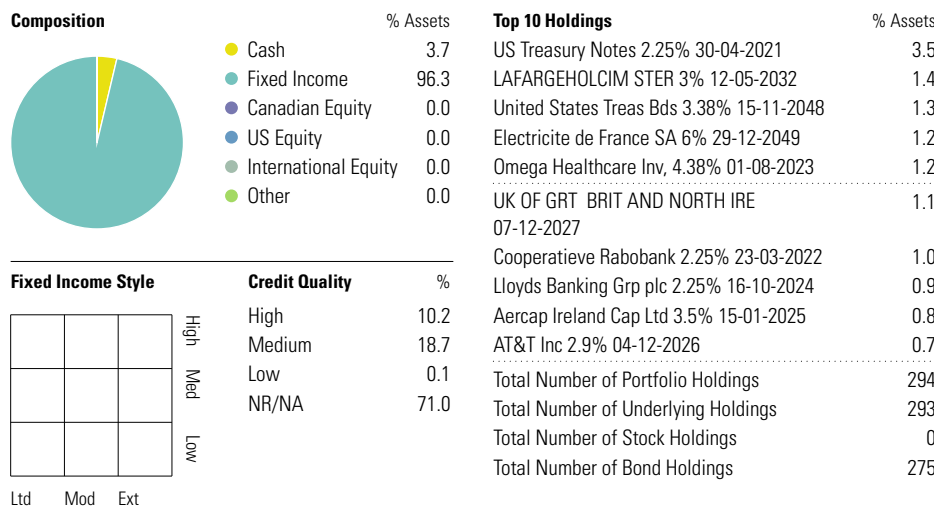 Composition % Assets
Cash 3.7
Fixed Income 96.3
Canadian Equity 0.0
US Equity 0.0
International Equity 0.0
Other 0.0
Fixed Income Style
High
Med
Low
Ltd Mod Ext
Credit Quality %
High 10.2
Medium 18.7
Low 0.1
NR/NA 71.0
Top 10 Holdings % Assets
US Treasury Notes 2.25% 30-04-2021 3.5
LAFARGEHOLCIM STER 3% 12-05-2032 1.4
United States Treas Bds 3.38% 15-11-2048 1.3
Electricite de France SA 6% 29-12-2049 1.2
Omega Healthcare Inv, 4.38% 01-08-2023 1.2
UK OF GRT BRIT AND NORTH IRE 1.1
07-12-2027
Cooperatieve Rabobank 2.25% 23-03-2022 1.0
Lloyds Banking Grp plc 2.25% 16-10-2024 0.9
Aercap Ireland Cap Ltd 3.5% 15-01-2025 0.8
AT&T Inc 2.9% 04-12-2026 0.7
Total Number of Portfolio Holdings 294
Total Number of Underlying Holdings 293
Total Number of Stock Holdings 0
Total Number of Bond Holdings 275